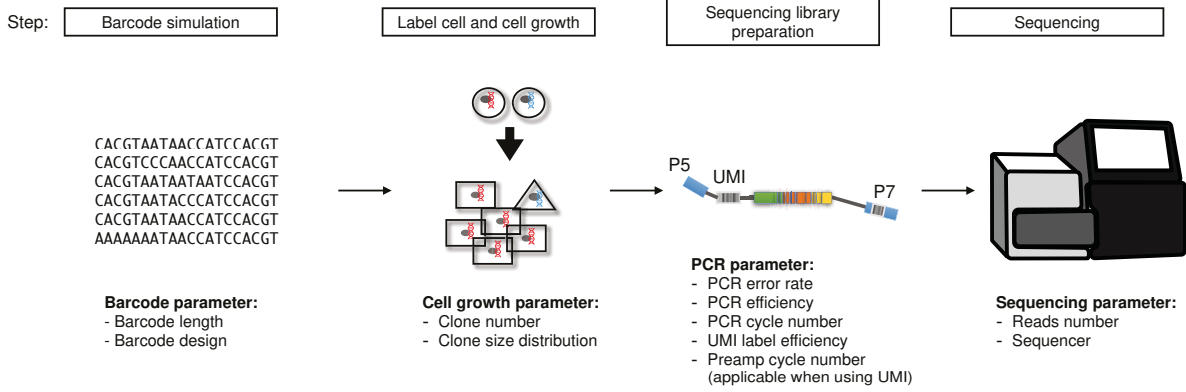 Step:
Barcode simulation
Label cell and cell growth
Sequencing library
preparation
Sequencing
CACGTAATAACCATCCACGT
CACGTCCCAACCATCCACGT
CACGTAATAATAATCCACGT
CACGTAATACCCATCCACGT
CACGTAATAACCATCCACGT
AAAAAAATAACCATCCACGT
P5
UMI
P7
Barcode parameter:
- Barcode length
- Barcode design
Cell growth parameter:
- Clone number
- Clone size distribution
PCR parameter:
- PCR error rate
- PCR efficiency
- PCR cycle number
- UMI label efficiency
- Preamp cycle number
(applicable when using UMI)
Sequencing parameter:
- Reads number
- Sequencer